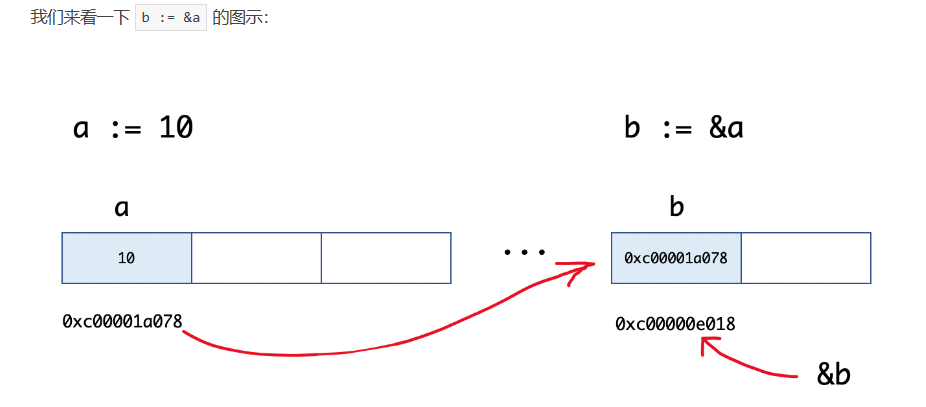 我们来看一下 b := &a 的图示：
a := 10
b := &a
a
b
10
...
0xc00001a078
0xc00001a078
0xc00000e018
&b